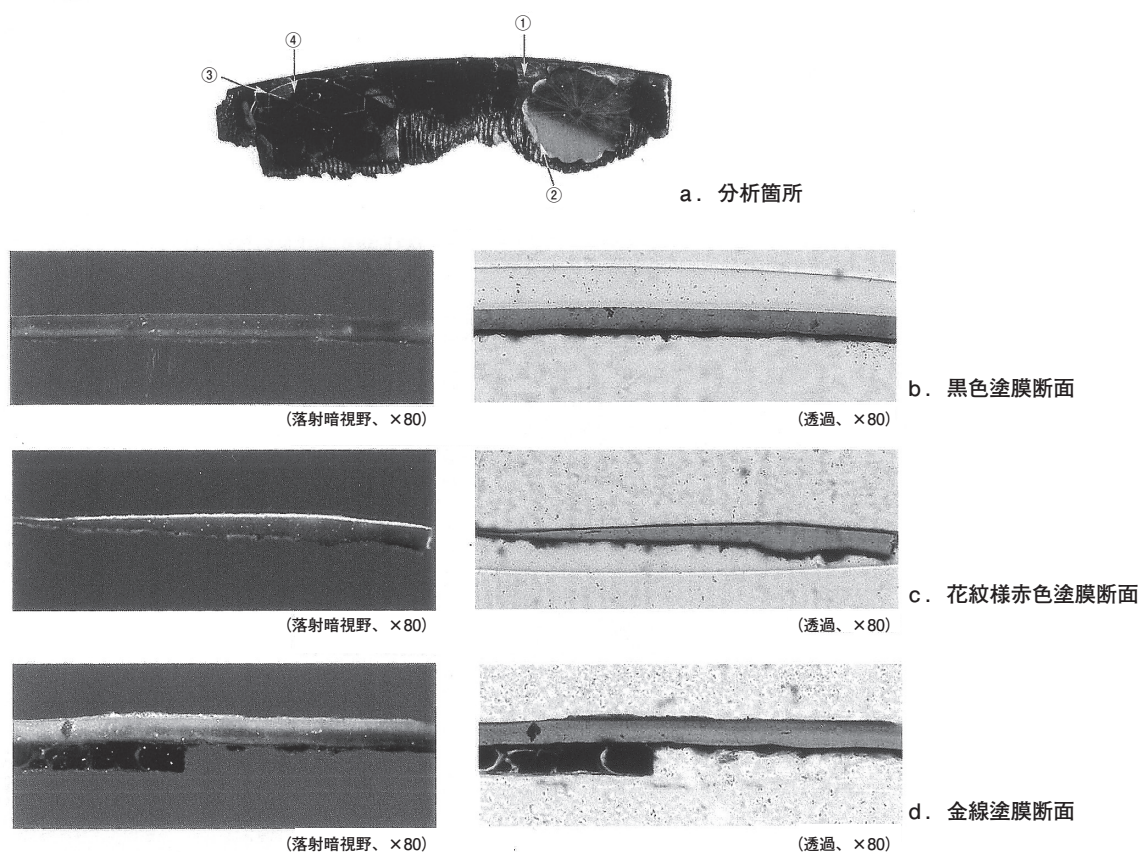 ①
④
③
②
a. 分析箇所
b. 黒色塗膜断面
(落射暗視野、×80)
(透過、×80)
c. 花紋様赤色塗膜断面
(落射暗視野、×80)
(透過、×80)
d. 金線塗膜断面
(落射暗視野、×80)
(透過、×80)